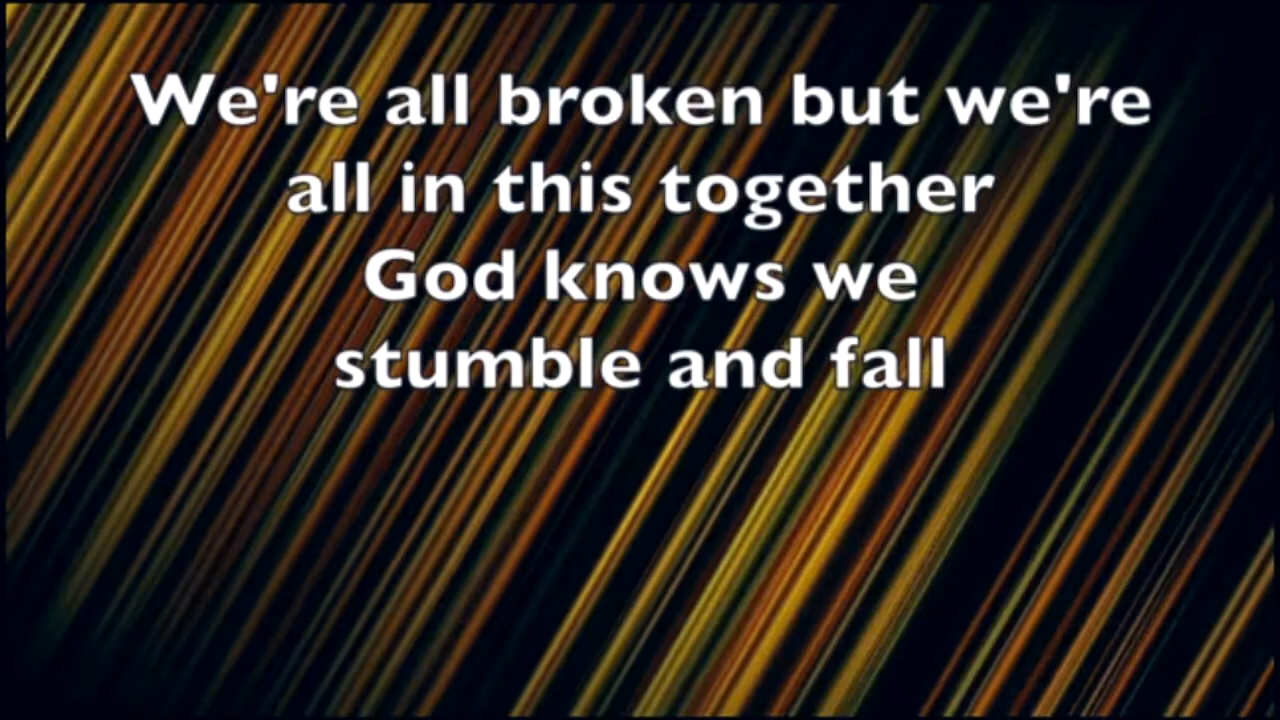 We're all broken but we're
all in this together
God knows we
stumble and fall